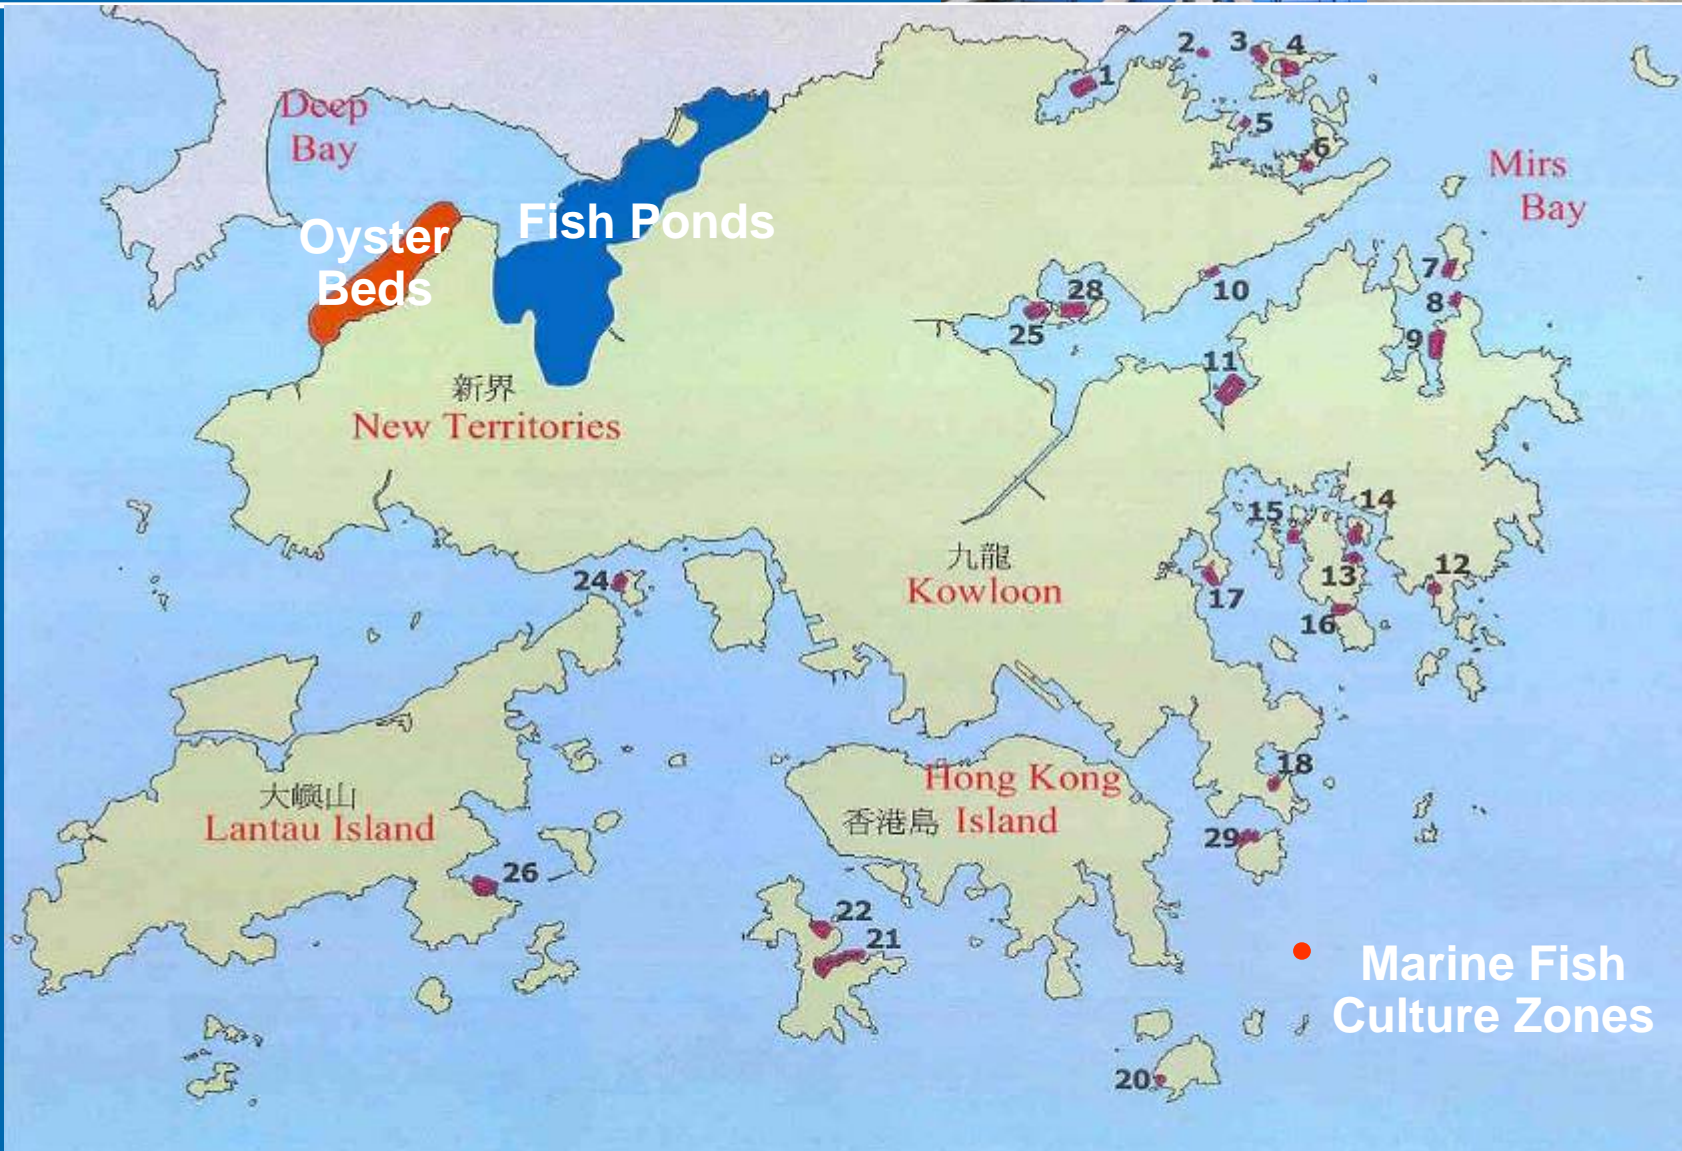 2
3
4
1
Deep
Bay
5
6
Mirs
Bay
Oyster
Beds
Fish Ponds
7
8
9
10
28
25
11
新界
New Territories
14
15
九龍
Kowloon
13
12
24
17
16
18
Hong Kong
Island
香港島
大嶼山
Lantau Island
29
26
22
21
Marine Fish
Culture Zones
20